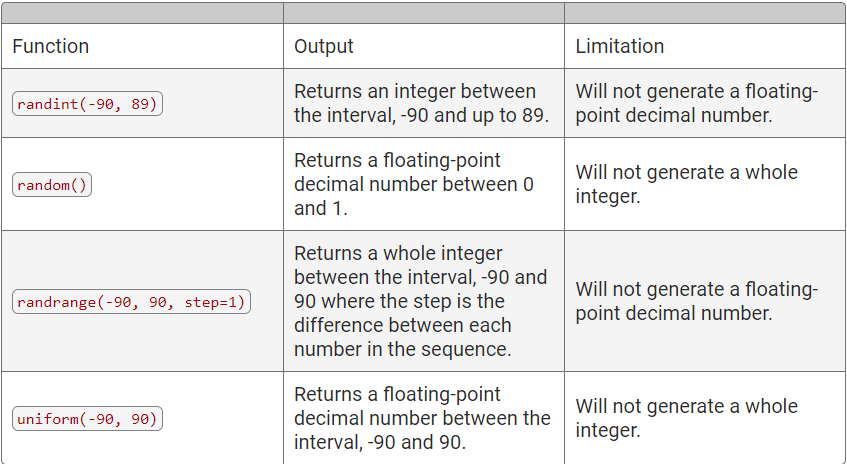 Function Output Limitation
randint(-90, 89)
Returns an integer between
the interval, -90 and up to 89.
Will not generate a floating-
point decimal number.
random()
Returns a floating-point
decimal number between 0
and 1.
Will not generate a whole
integer.
randrange(-90, 90, step=1)
Returns a whole integer
between the interval, -90 and
90 where the step is the
difference between each
number in the sequence.
Will not generate a floating-
point decimal number.
uniform(-90, 90)
Returns a floating-point
decimal number between the
interval, -90 and 90.
Will not generate a whole
integer.